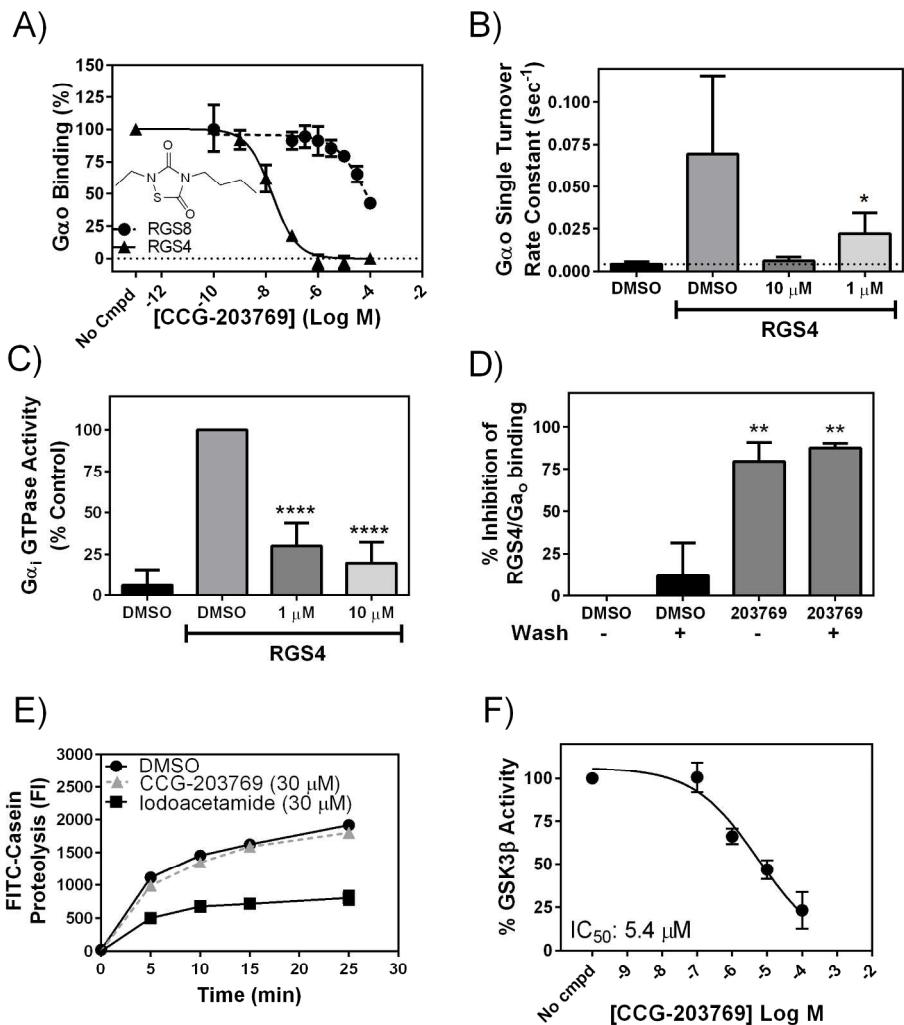 A)
Gαo Binding (%)
150
125
100
75
50
25
0
N
N
S
O
O
RGS8
RGS4
No Cmpd
-12
-10
-8
-6
-4
-2
[CCG-203769] (Log M)
B)
Gαo Single Turnover
Rate Constant (sec-1)
0.100
0.075
0.050
0.025
0.000
*
DMSO
DMSO
10 μM
1 μM
RGS4
C)
Gαi GTPase Activity
(% Control)
100
75
50
25
0
****
****
DMSO
DMSO
1 μM
10 μM
RGS4
D)
% Inhibition of
RGS4/Gao binding
100
75
50
25
0
**
**
DMSO
DMSO
203769
203769
Wash
-
+
-
+
E)
FITC-Casein
Proteolysis (FI)
3000
2500
2000
1500
1000
500
0
DMSO
CCG-203769 (30 μM)
Iodoacetamide (30 μM)
0
5
10
15
20
25
30
Time (min)
F)
% GSK3β Activity
100
75
50
25
0
IC50: 5.4 μM
No cmpd
-9
-8
-7
-6
-5
-4
-3
-2
[CCG-203769] Log M